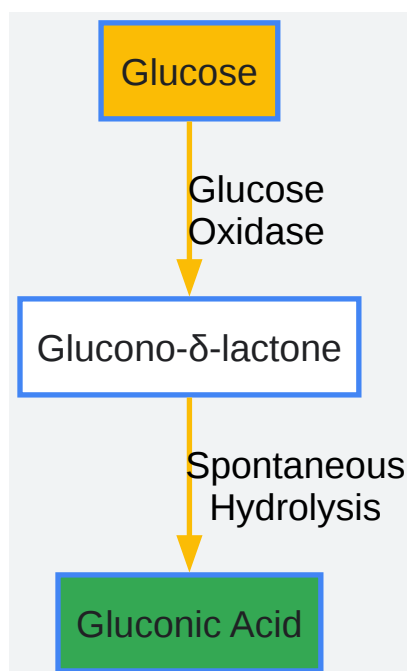 Glucose
Glucose
Oxidase
Glucono-δ-lactone
Spontaneous
Hydrolysis
Gluconic Acid